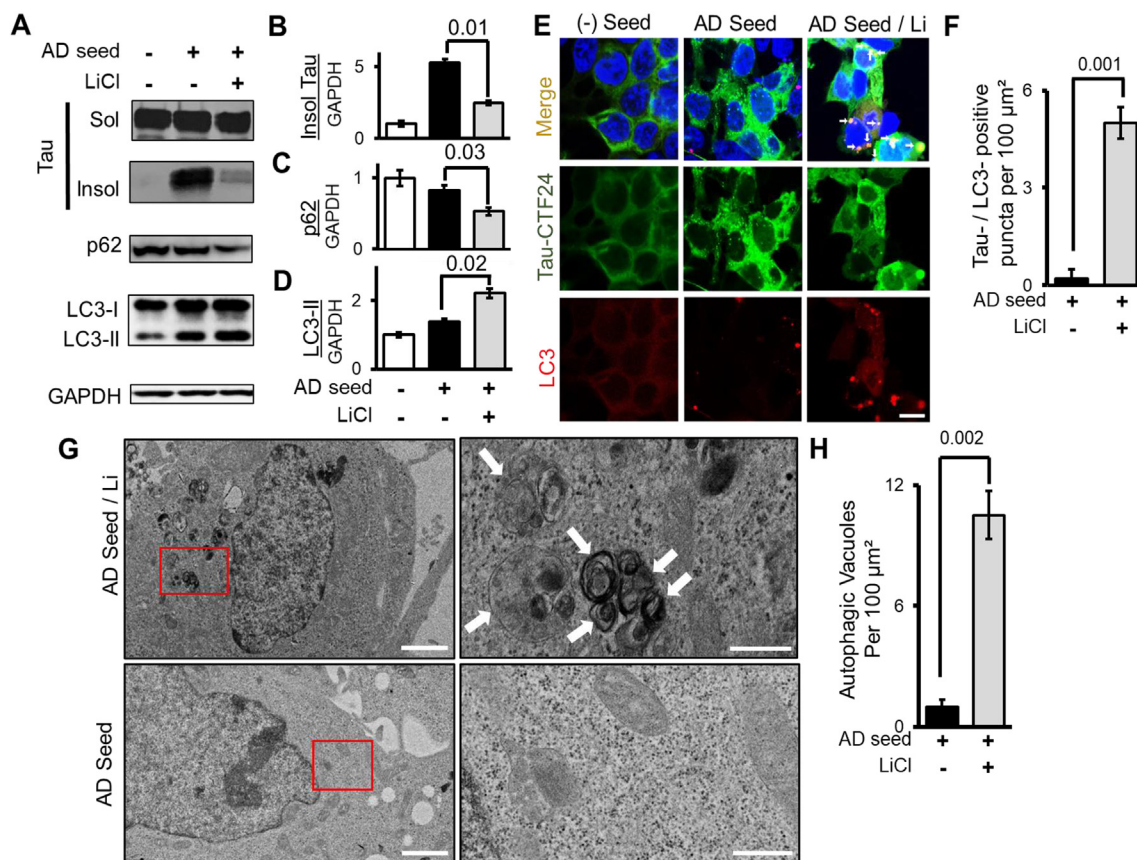 A
AD seed - + +
LiCl - - +
Tau
Sol
Insol
p62
LC3-I
LC3-II
GAPDH
B
0.01
Insol Tau
GAPDH
5
0
C
0.03
p62
GAPDH
1
0
D
0.02
LC3-II
GAPDH
2
0
AD seed - + +
LiCl - - +
E
(-) Seed AD Seed AD Seed / Li
Merge
Tau-CTF24
LC3
F
0.001
Tau- / LC3- positive
puncta per 100 µm²
6
3
0
AD seed + +
LiCl - +
G
AD Seed / Li
AD Seed
H
0.002
Autophagic Vacuoles
Per 100 µm²
12
6
0
AD seed + +
LiCl - +